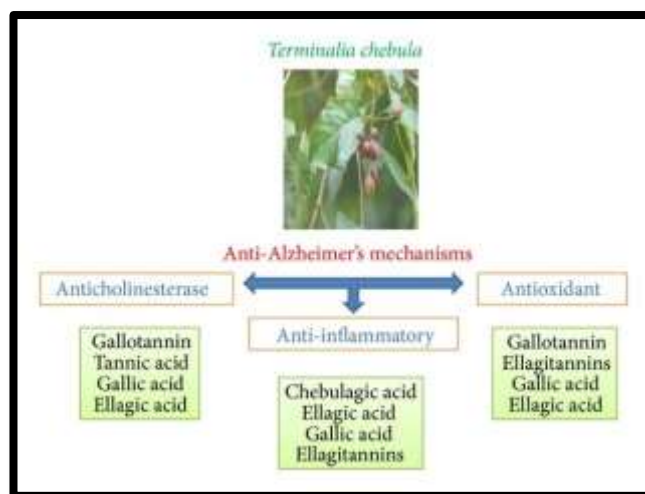 Terminalia chebula
Anti-Alzheimer's mechanisms
Anticholinesterase
Gallotannin
Tannic acid
Gallic acid
Ellagic acid
Anti-inflammatory
Chebulagic acid
Ellagic acid
Gallic acid
Ellagitannins
Antioxidant
Gallotannin
Ellagitannins
Gallic acid
Ellagic acid